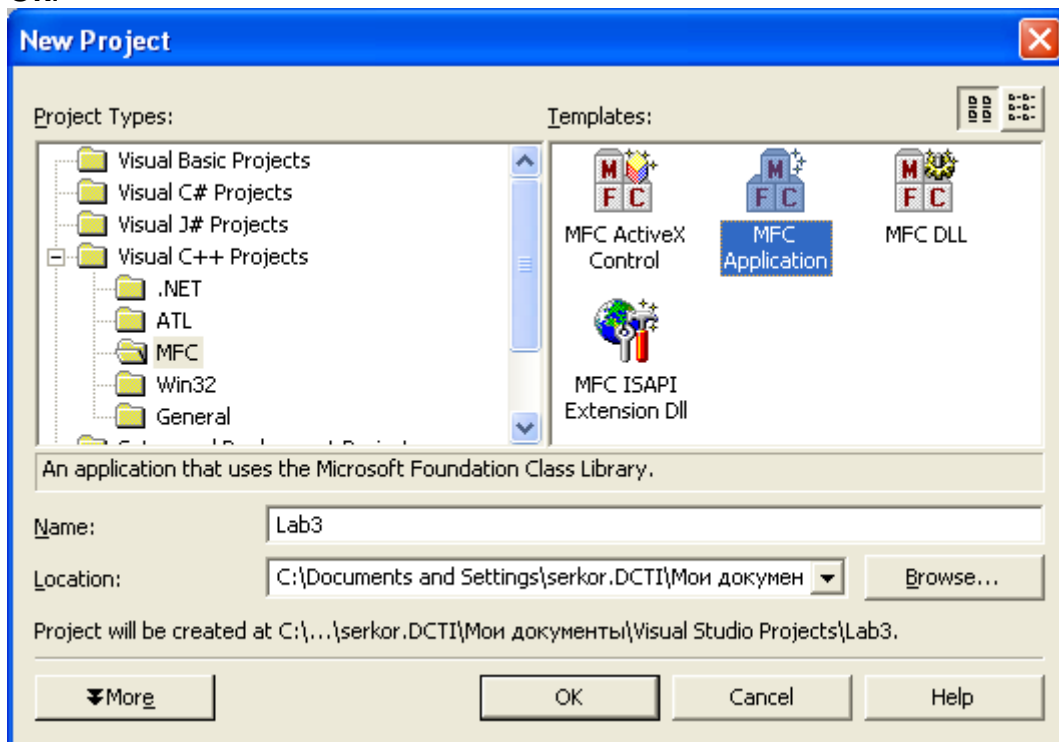 New Project
Project Types:
Templates:
Visual Basic Projects
Visual C# Projects
Visual J# Projects
Visual C++ Projects
.NET
ATL
MFC
Win32
General
MFC ActiveX
Control
MFC
Application
MFC DLL
MFC ISAPI
Extension Dll
An application that uses the Microsoft Foundation Class Library.
Name:
Lab3
Location:
C:\Documents and Settings\serkor.DCTI\Мои докумен
Browse...
Project will be created at C:\...\serkor.DCTI\Мои документы\Visual Studio Projects\Lab3.
More
OK
Cancel
Help